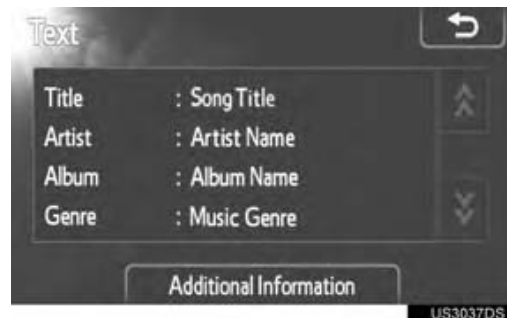 Text
Title : Song Title
Artist : Artist Name
Album : Album Name
Genre : Music Genre
Additional Information
US3037DS